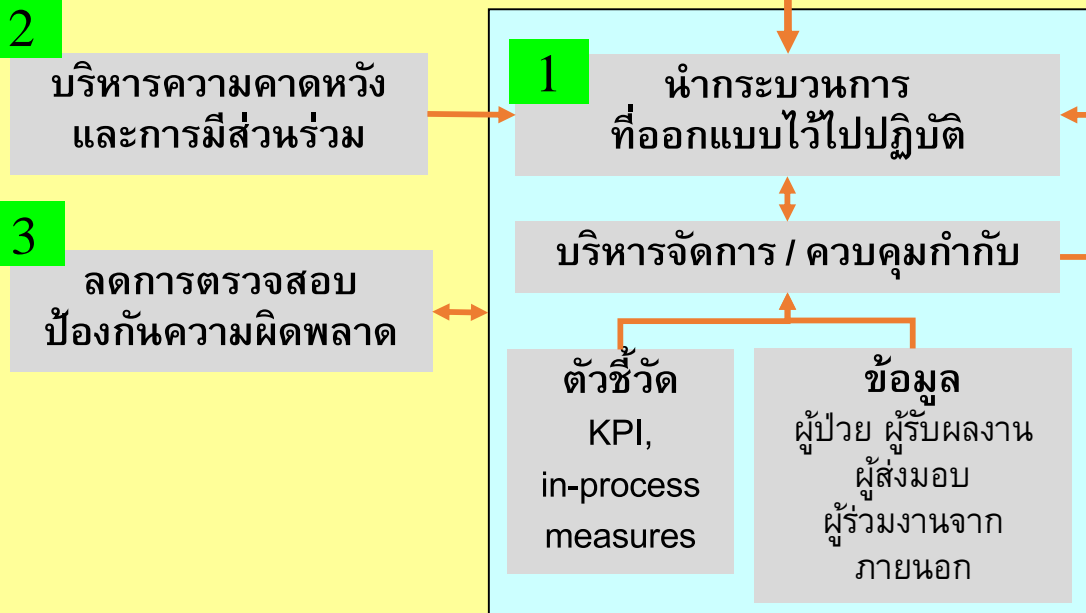 2
บริหารความคาดหวัง
และการมีส่วนร่วม
1
นำกระบวนการ
ที่ออกแบบไว้ไปปฏิบัติ
3
ลดการตรวจสอบ
ป้องกันความผิดพลาด
บริหารจัดการ / ควบคุมกำกับ
ตัวชี้วัด
KPI,
in-process
measures
ข้อมูล
ผู้ป่วย ผู้รับผลงาน
ผู้ส่งมอบ
ผู้ร่วมงานจาก
ภายนอก